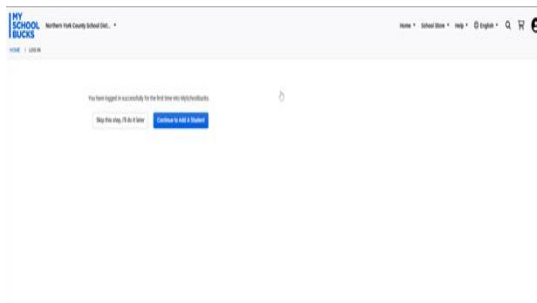 MY
SCHOOL
BUCKS
Northern York County School Dist..
Home
School Store
Help
English
HOME
LOG IN
You have logged in successfully for the first time into MySchoolBucks.
Skip this step, I'll do it later
Continue to Add A Student